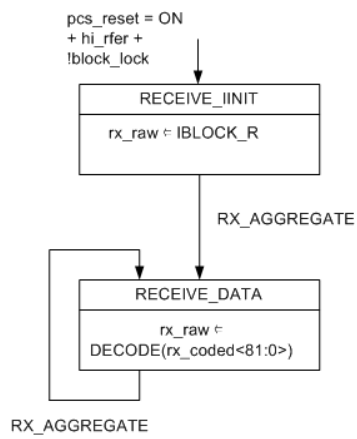 pcs_reset = ON
+ hi_rfer +
!block_lock
RECEIVE_IINIT
rx_raw ⇐ IBLOCK_R
RX_AGGREGATE
RECEIVE_DATA
rx_raw ⇐
DECODE(rx_coded<81:0>)
RX_AGGREGATE